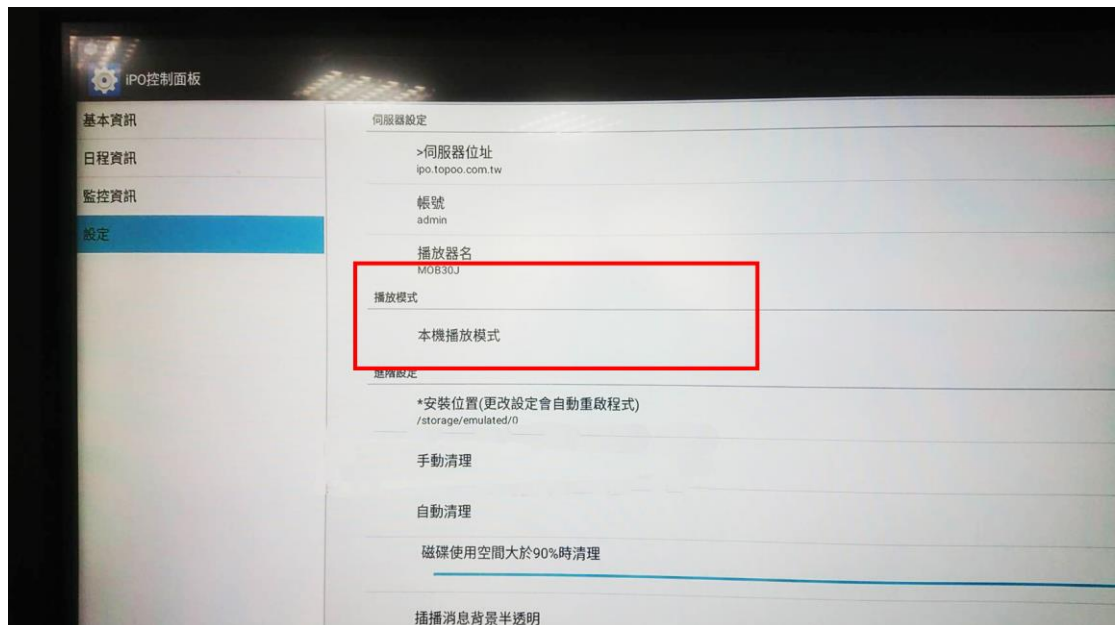 iPO控制面板
基本資訊
日程資訊
監控資訊
設定
伺服器設定
>伺服器位址
ipo.topoo.com.tw
帳號
admin
播放器名
MOB30J
播放模式
本機播放模式
進階設定
*安裝位置(更改設定會自動重啟程式)
/storage/emulated/0
手動清理
自動清理
磁碟使用空間大於90%時清理
插播消息背景半透明